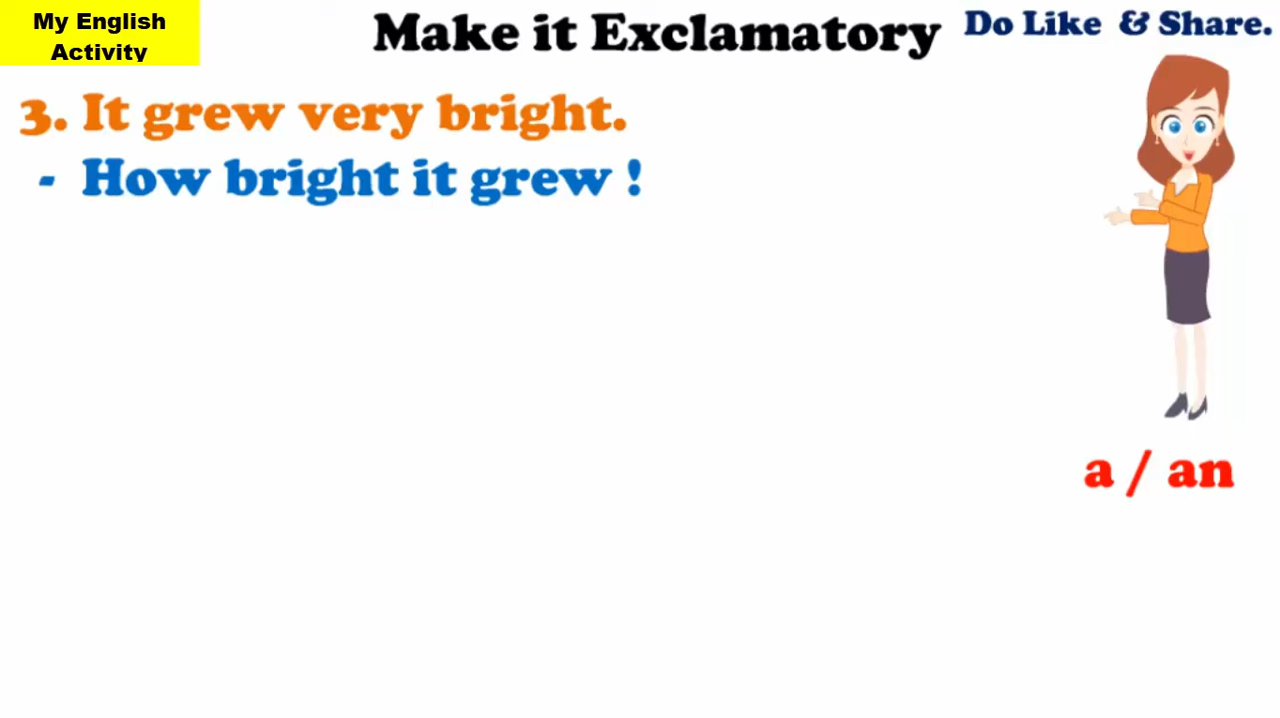 My English
Activity
Make it Exclamatory
Do Like & Share.
3. It grew very bright.
- How bright it grew !
a / an